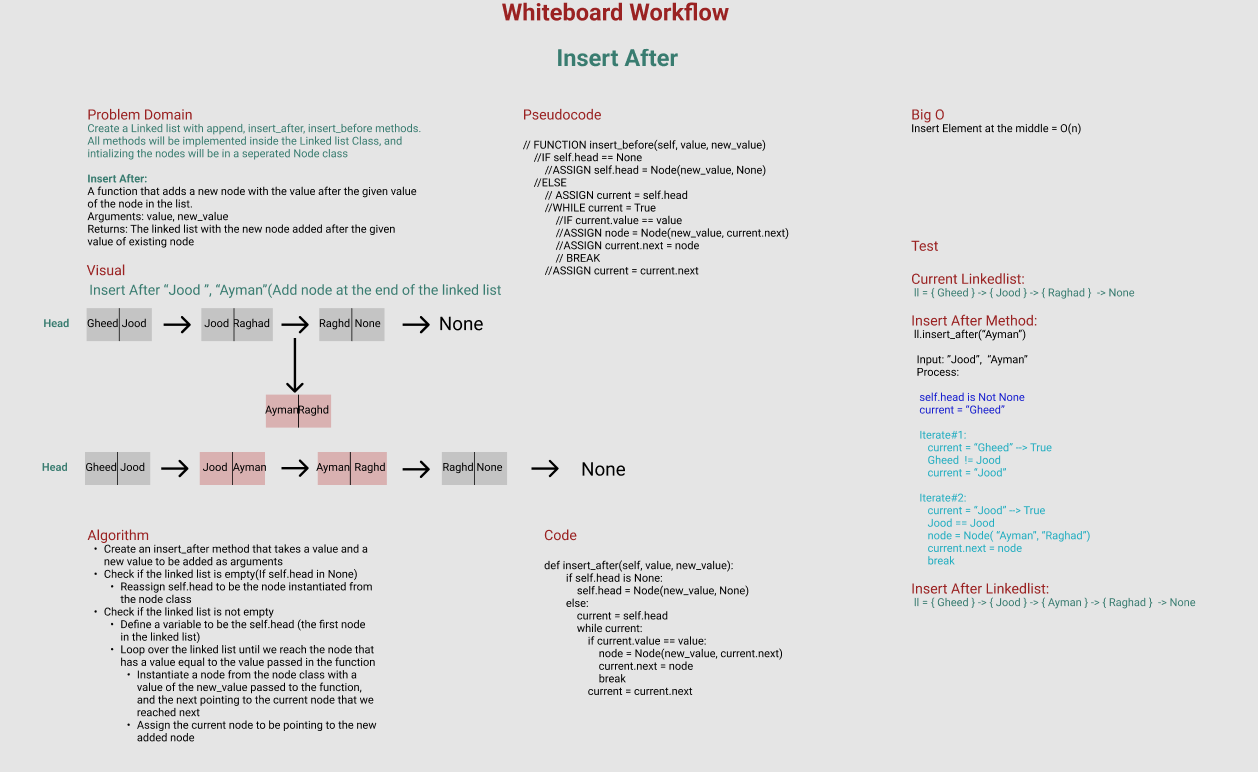 Whiteboard Workflow
Insert After
Problem Domain
Create a Linked list with append, insert_after, insert_before methods.
All methods will be implemented inside the Linked list Class, and
intializing the nodes will be in a seperated Node class
Insert After:
A function that adds a new node with the value after the given value
of the node in the list.
Arguments: value, new_value
Returns: The linked list with the new node added after the given
value of existing node
Visual
Insert After “Jood ”, “Ayman”(Add node at the end of the linked list
Head
Gheed Jood
Jood Raghad
Raghd None
None
Ayman Raghd
Head
Gheed Jood
Jood Ayman
Ayman Raghd
Raghd None
None
Algorithm
• Create an insert_after method that takes a value and a
new value to be added as arguments
• Check if the linked list is empty(If self.head in None)
• Reassign self.head to be the node instantiated from
the node class
• Check if the linked list is not empty
• Define a variable to be the self.head (the first node
in the linked list)
• Loop over the linked list until we reach the node that
has a value equal to the value passed in the function
• Instantiate a node from the node class with a
value of the new_value passed to the function,
and the next pointing to the current node that we
reached next
• Assign the current node to be pointing to the new
added node
Pseudocode
// FUNCTION insert_before(self, value, new_value)
//IF self.head == None
//ASSIGN self.head = Node(new_value, None)
//ELSE
// ASSIGN current = self.head
//WHILE current = True
//IF current.value == value
//ASSIGN node = Node(new_value, current.next)
//ASSIGN current.next = node
// BREAK
//ASSIGN current = current.next
Code
def insert_after(self, value, new_value):
if self.head is None:
self.head = Node(new_value, None)
else:
current = self.head
while current:
if current.value == value:
node = Node(new_value, current.next)
current.next = node
break
current = current.next
Big O
Insert Element at the middle = O(n)
Test
Current Linkedlist:
ll = { Gheed } -> { Jood } -> { Raghad } -> None
Insert After Method:
ll.insert_after(“Ayman”)
Input: “Jood”, “Ayman”
Process:
self.head is Not None
current = “Gheed”
Iterate#1:
current = “Gheed” --> True
Gheed != Jood
current = “Jood”
Iterate#2:
current = “Jood” --> True
Jood == Jood
node = Node( “Ayman”, “Raghad”)
current.next = node
break
Insert After Linkedlist:
ll = { Gheed } -> { Jood } -> { Ayman } -> { Raghad } -> None